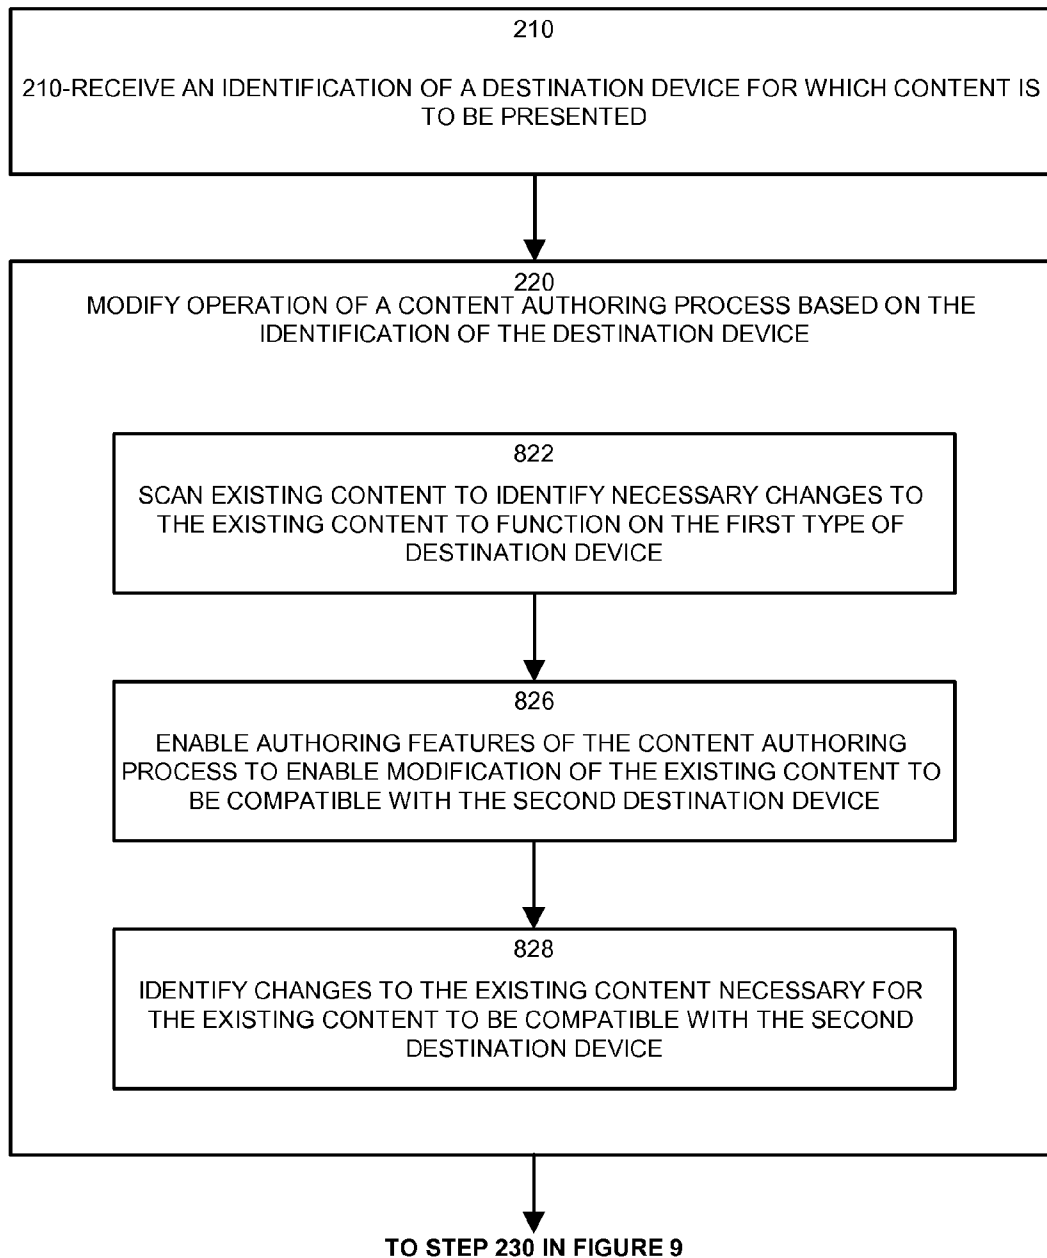 210
210-RECEIVE AN IDENTIFICATION OF A DESTINATION DEVICE FOR WHICH CONTENT IS
TO BE PRESENTED
220
MODIFY OPERATION OF A CONTENT AUTHORING PROCESS BASED ON THE
IDENTIFICATION OF THE DESTINATION DEVICE
822
SCAN EXISTING CONTENT TO IDENTIFY NECESSARY CHANGES TO
THE EXISTING CONTENT TO FUNCTION ON THE FIRST TYPE OF
DESTINATION DEVICE
826
ENABLE AUTHORING FEATURES OF THE CONTENT AUTHORING
PROCESS TO ENABLE MODIFICATION OF THE EXISTING CONTENT TO
BE COMPATIBLE WITH THE SECOND DESTINATION DEVICE
828
IDENTIFY CHANGES TO THE EXISTING CONTENT NECESSARY FOR
THE EXISTING CONTENT TO BE COMPATIBLE WITH THE SECOND
DESTINATION DEVICE
TO STEP 230 IN FIGURE 9